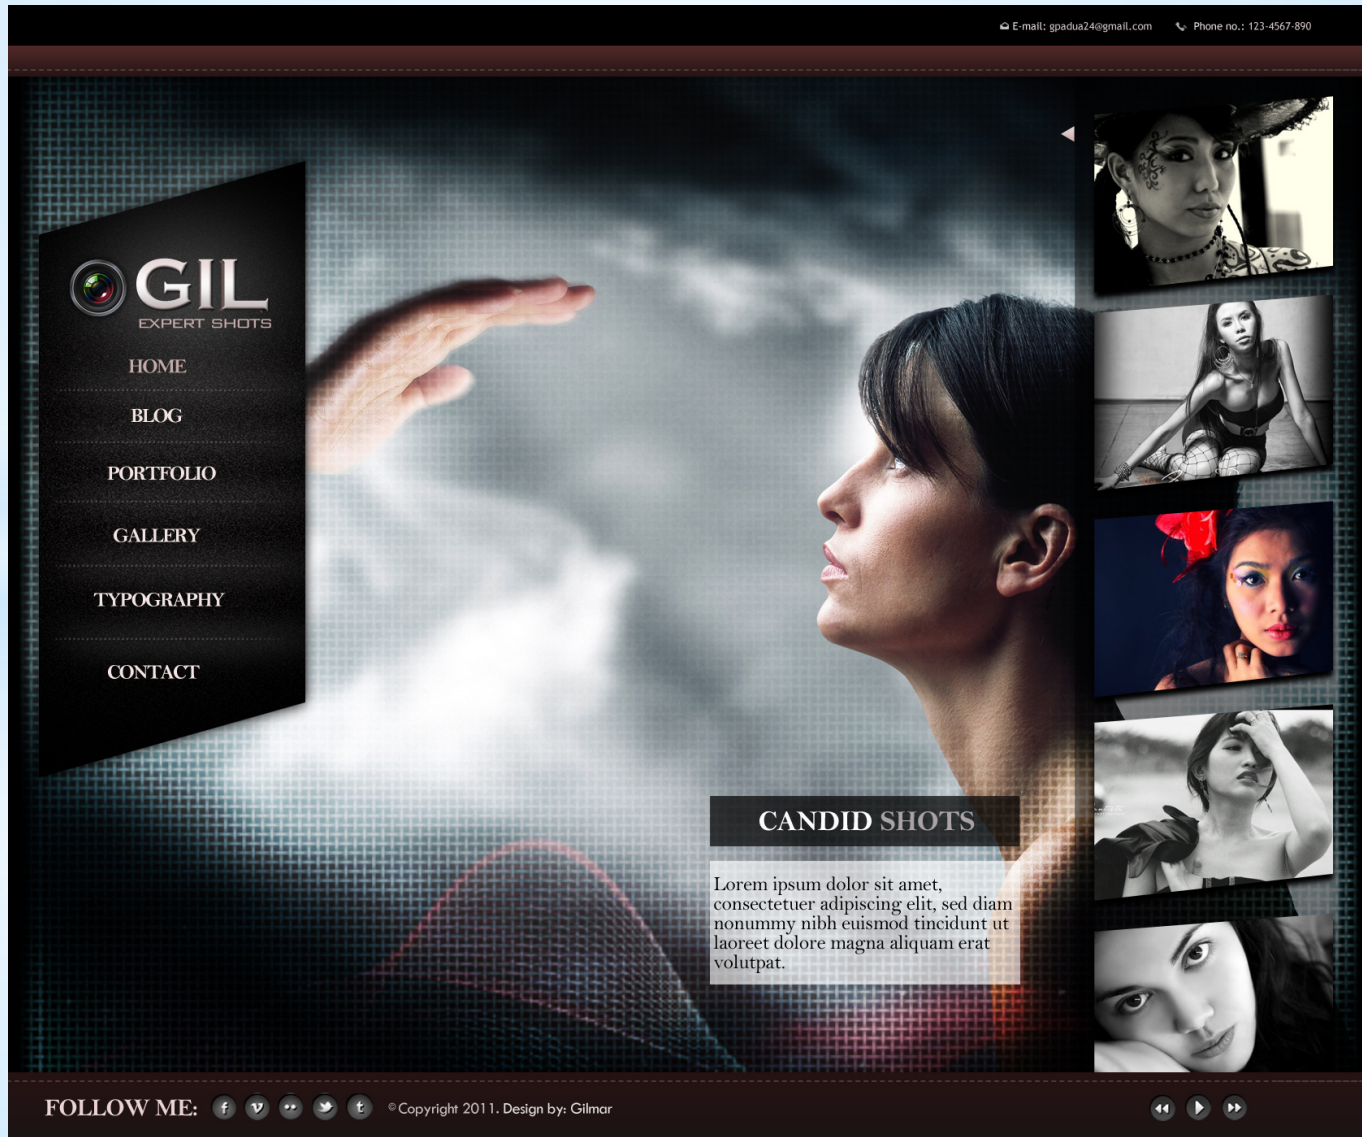 E-mail: gpadua24@gmail.com
Phone no.: 123-4567-890
GIL
EXPERT SHOTS
HOME
BLOG
PORTFOLIO
GALLERY
TYPOGRAPHY
CONTACT
CANDID SHOTS
Lorem ipsum dolor sit amet,
consectetuer adipiscing elit, sed diam
nonummy nibh euismod tincidunt ut
laoreet dolore magna aliquam erat
volutpat.
FOLLOW ME:
© Copyright 2011. Design by: Gilmar